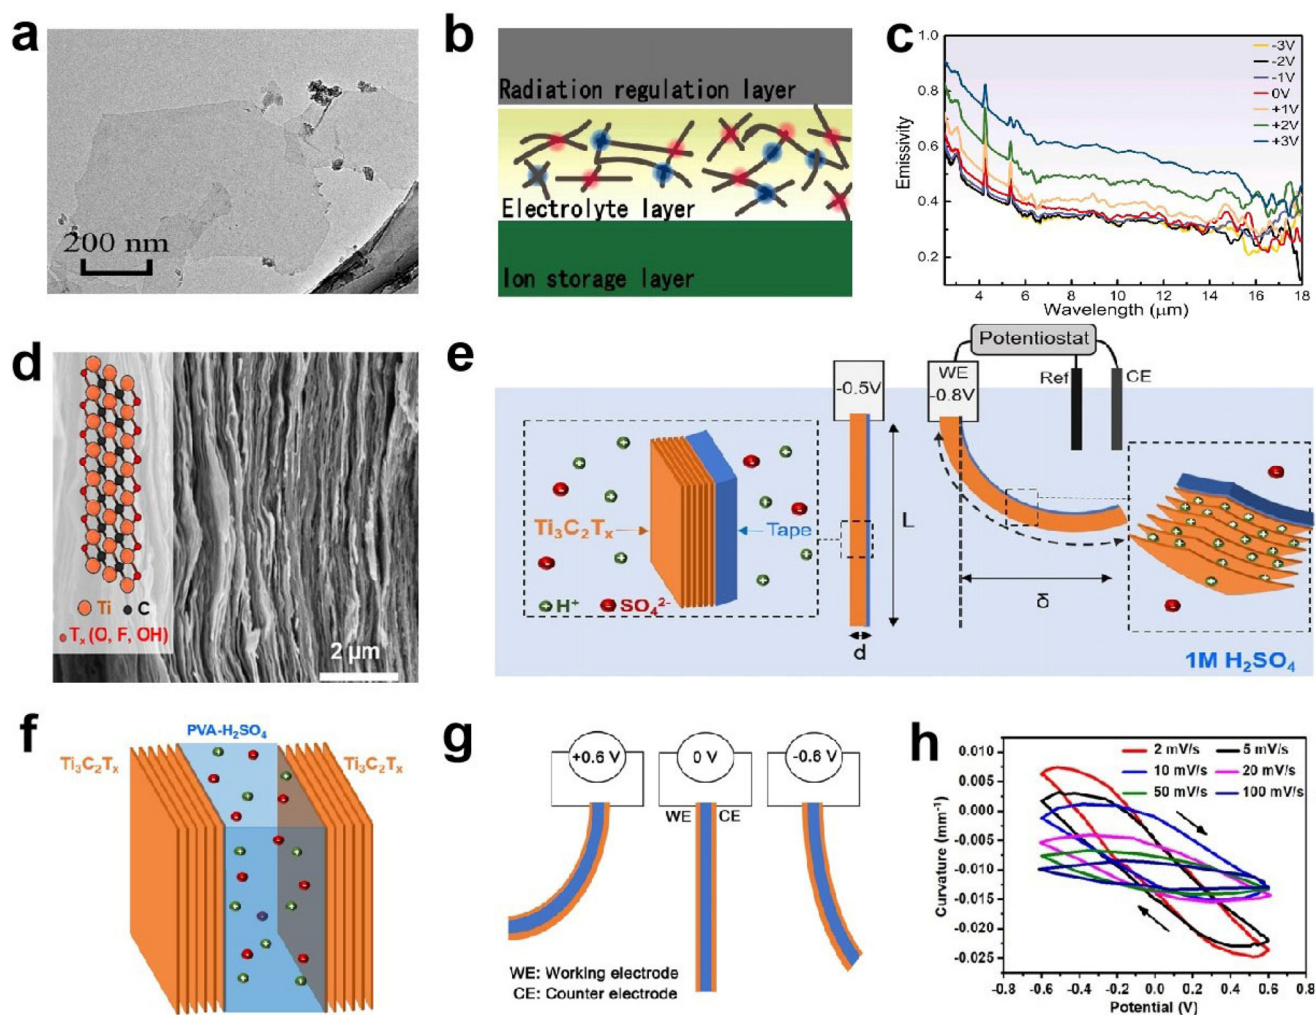 a
200 nm
b
Radiation regulation layer
Electrolyte layer
Ion storage layer
c
Emissivity
1.0
0.8
0.6
0.4
0.2
4 6 8 10 12 14 16 18
Wavelength (μm)
-3V
-2V
-1V
0V
+1V
+2V
+3V
d
Ti C
Tₓ (O, F, OH)
2 μm
e
Potentiostat
-0.5V
WE
-0.8V
Ref
CE
Ti₃C₂Tₓ
Tape
H⁺
SO₄²⁻
L
d
δ
1M H₂SO₄
f
PVA-H₂SO₄
Ti₃C₂Tₓ
Ti₃C₂Tₓ
g
+0.6 V
0 V
-0.6 V
WE
CE
WE: Working electrode
CE: Counter electrode
h
Curvature (mm⁻¹)
0.010
0.005
0.000
-0.005
-0.010
-0.015
-0.020
-0.025
2 mV/s 5 mV/s
10 mV/s 20 mV/s
50 mV/s 100 mV/s
-0.6 -0.4 -0.2 0.0 0.2 0.4 0.6 0.8
Potential (V)